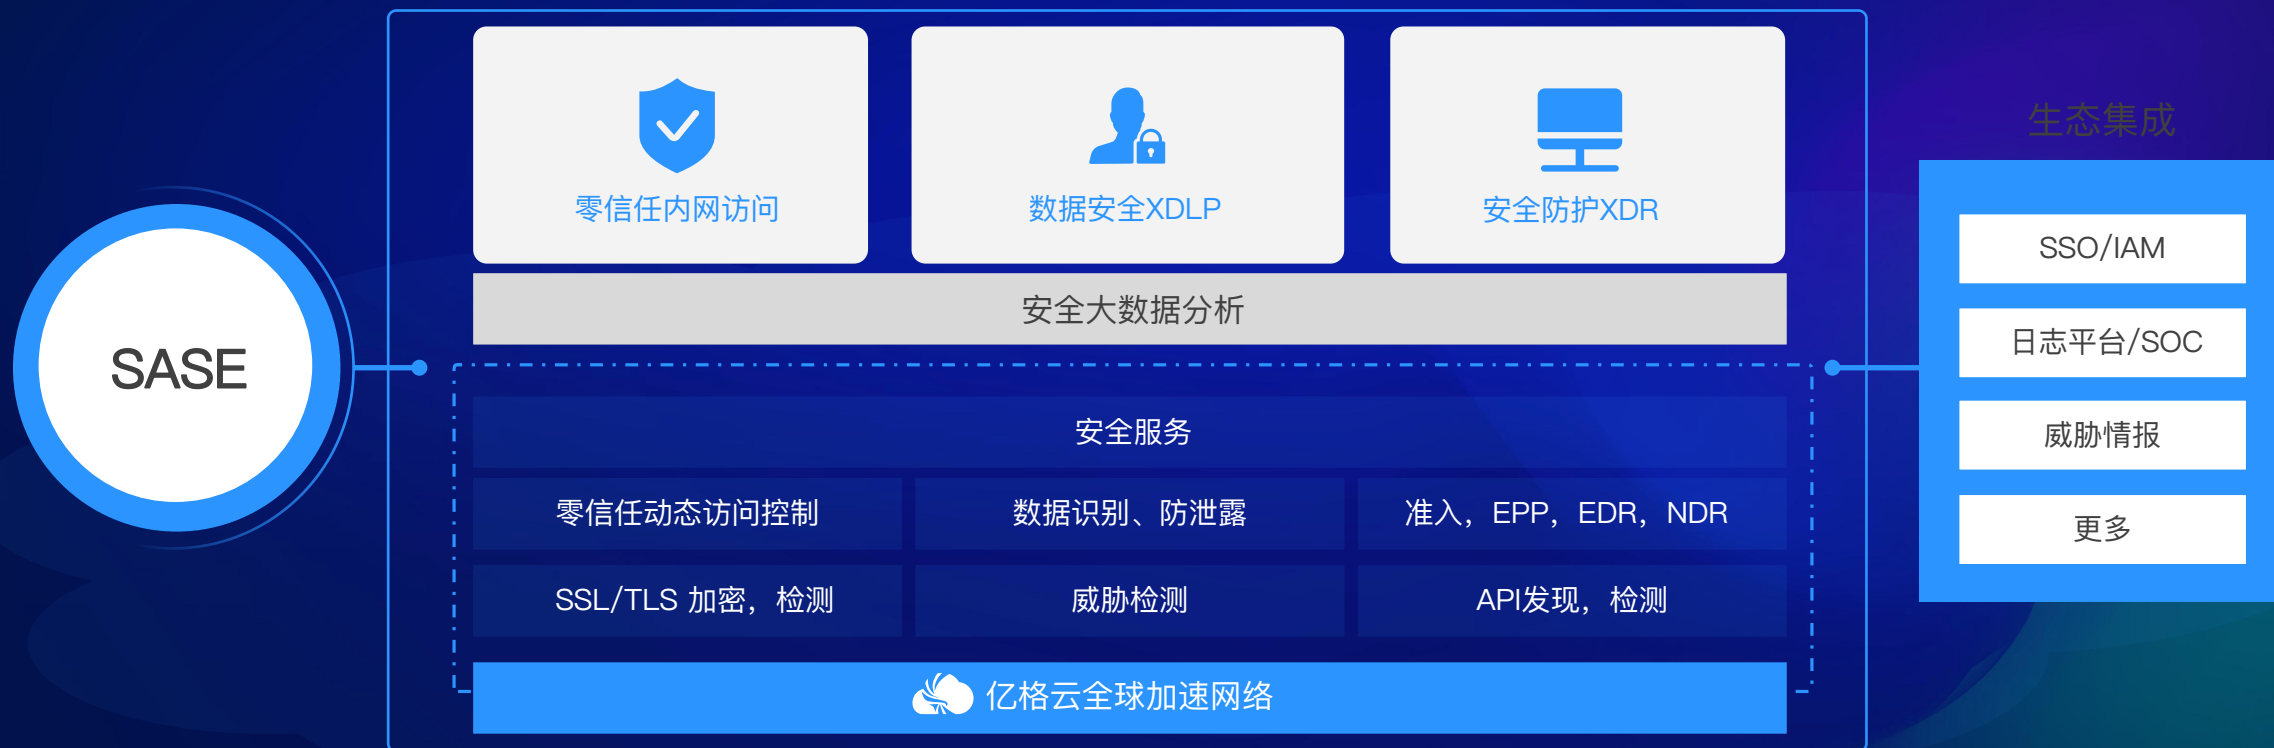 SASE
零信任内网访问
数据安全XDLP
安全防护XDR
安全大数据分析
安全服务
零信任动态访问控制
数据识别、防泄露
准入，EPP，EDR，NDR
SSL/TLS 加密，检测
威胁检测
API发现，检测
亿格云全球加速网络
生态集成
SSO/IAM
日志平台/SOC
威胁情报
更多